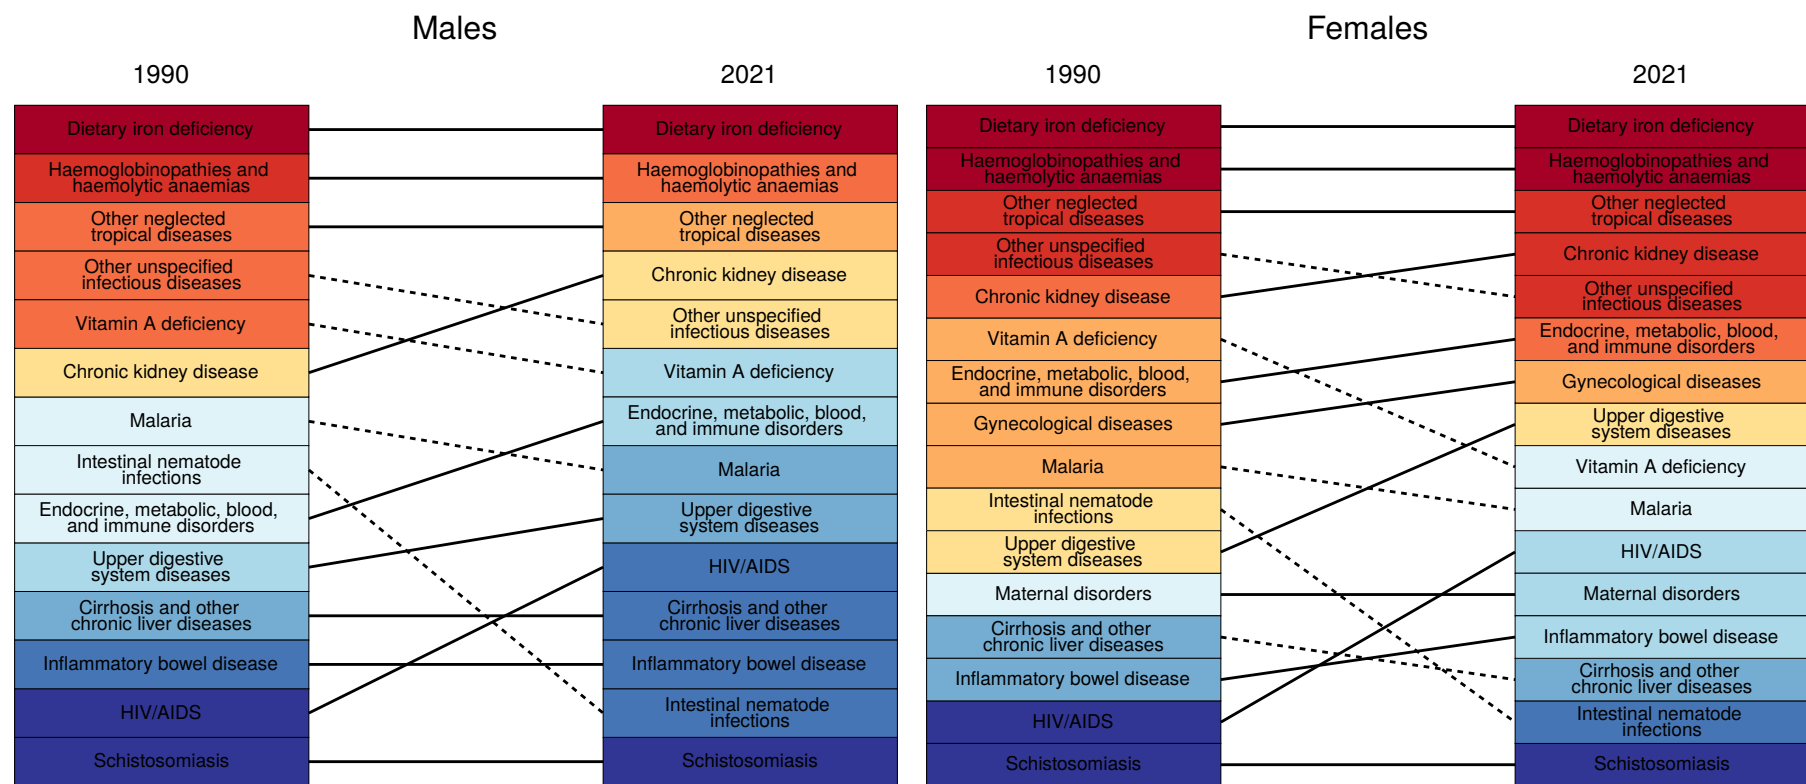 Males
1990
2021
Dietary iron deficiency
Haemoglobinopathies and
haemolytic anaemias
Other neglected
tropical diseases
Other unspecified
infectious diseases
Vitamin A deficiency
Chronic kidney disease
Malaria
Intestinal nematode
infections
Endocrine, metabolic, blood,
and immune disorders
Upper digestive
system diseases
Cirrhosis and other
chronic liver diseases
Inflammatory bowel disease
HIV/AIDS
Schistosomiasis
Dietary iron deficiency
Haemoglobinopathies and
haemolytic anaemias
Other neglected
tropical diseases
Chronic kidney disease
Other unspecified
infectious diseases
Vitamin A deficiency
Endocrine, metabolic, blood,
and immune disorders
Malaria
Upper digestive
system diseases
HIV/AIDS
Cirrhosis and other
chronic liver diseases
Inflammatory bowel disease
Intestinal nematode
infections
Schistosomiasis
Females
1990
2021
Dietary iron deficiency
Haemoglobinopathies and
haemolytic anaemias
Other neglected
tropical diseases
Other unspecified
infectious diseases
Chronic kidney disease
Vitamin A deficiency
Endocrine, metabolic, blood,
and immune disorders
Gynecological diseases
Malaria
Intestinal nematode
infections
Upper digestive
system diseases
Maternal disorders
Cirrhosis and other
chronic liver diseases
Inflammatory bowel disease
HIV/AIDS
Schistosomiasis
Dietary iron deficiency
Haemoglobinopathies and
haemolytic anaemias
Other neglected
tropical diseases
Chronic kidney disease
Other unspecified
infectious diseases
Endocrine, metabolic, blood,
and immune disorders
Gynecological diseases
Upper digestive
system diseases
Vitamin A deficiency
Malaria
HIV/AIDS
Maternal disorders
Inflammatory bowel disease
Cirrhosis and other
chronic liver diseases
Intestinal nematode
infections
Schistosomiasis